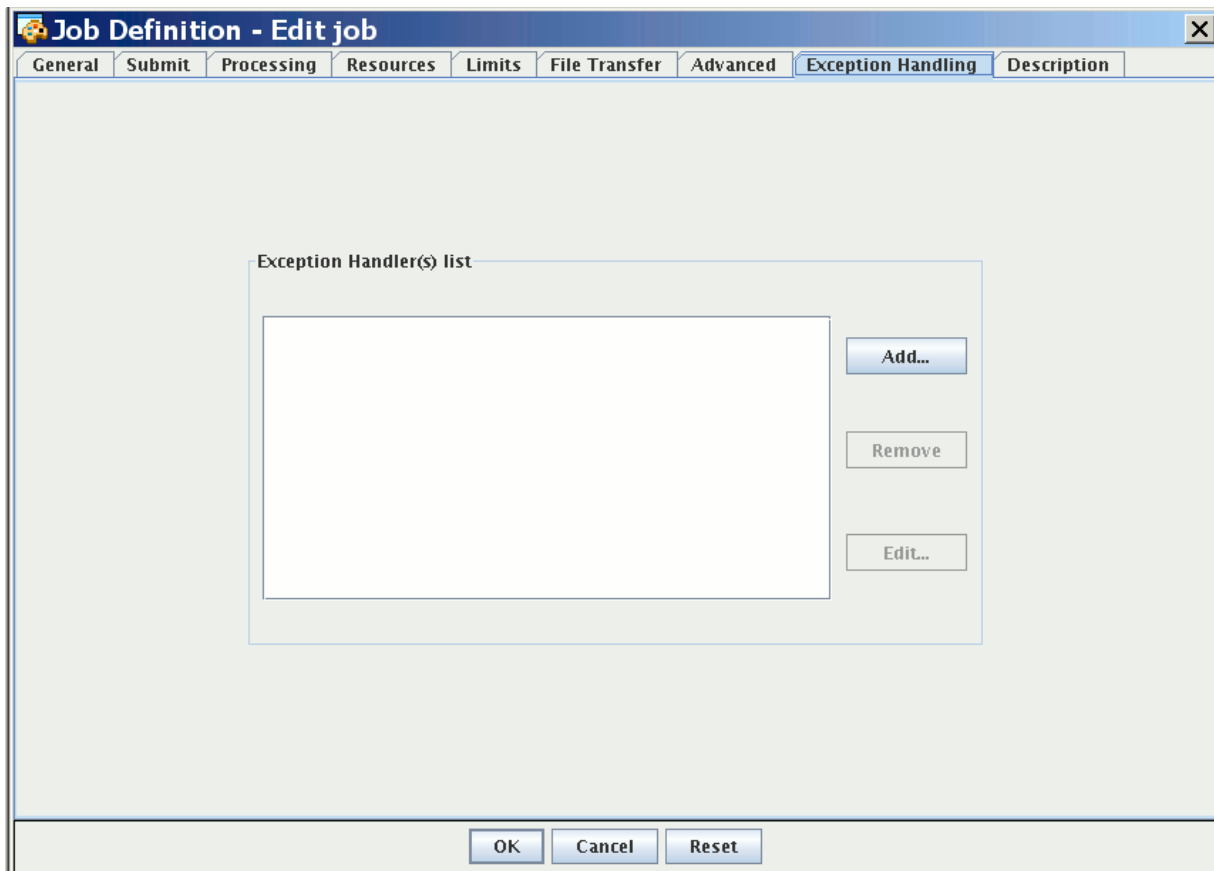 Job Definition - Edit job
General Submit Processing Resources Limits File Transfer Advanced Exception Handling Description
Exception Handler(s) list
Add...
Remove
Edit...
OK Cancel Reset